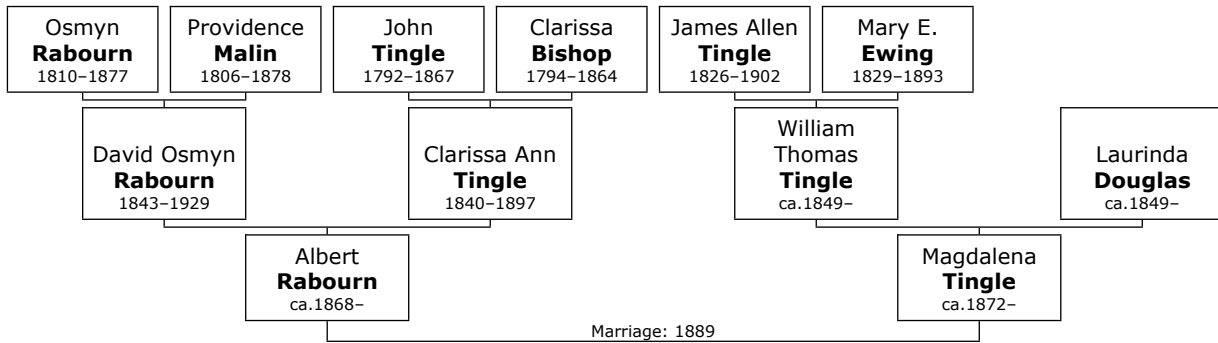 Osmyn
Rabourn
1810–1877
Providence
Malin
1806–1878
John
Tingle
1792–1867
Clarissa
Bishop
1794–1864
James Allen
Tingle
1826–1902
Mary E.
Ewing
1829–1893
David Osmyn
Rabourn
1843–1929
Clarissa Ann
Tingle
1840–1897
William
Thomas
Tingle
ca.1849–
Laurinda
Douglas
ca.1849–
Albert
Rabourn
ca.1868–
Magdalena
Tingle
ca.1872–
Marriage: 1889